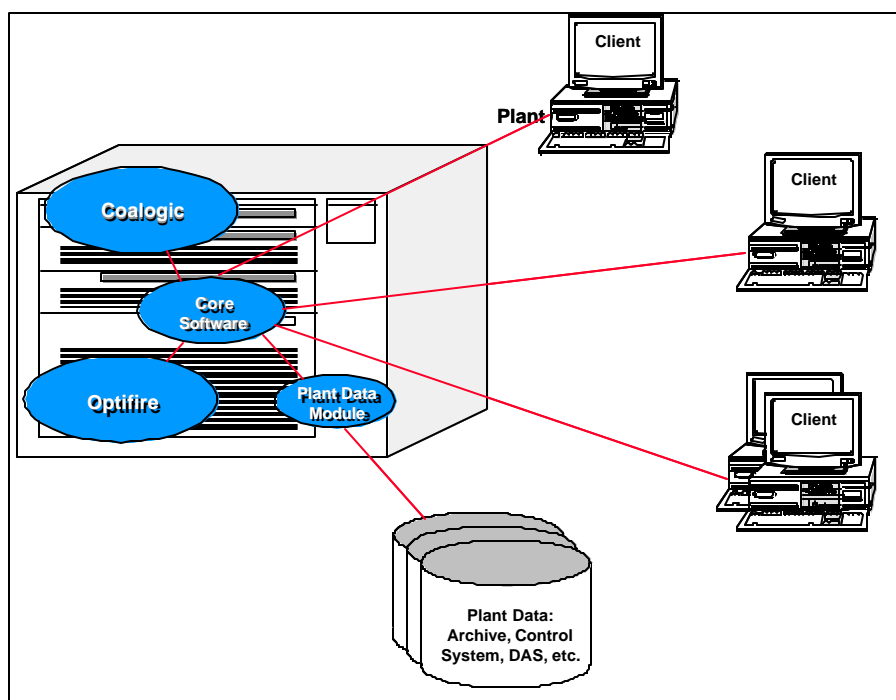 Client
Plant
Client
Coalogic
Core
Software
Plant Data
Module
Optifire
Client
Plant Data:
Archive, Control
System, DAS, etc.